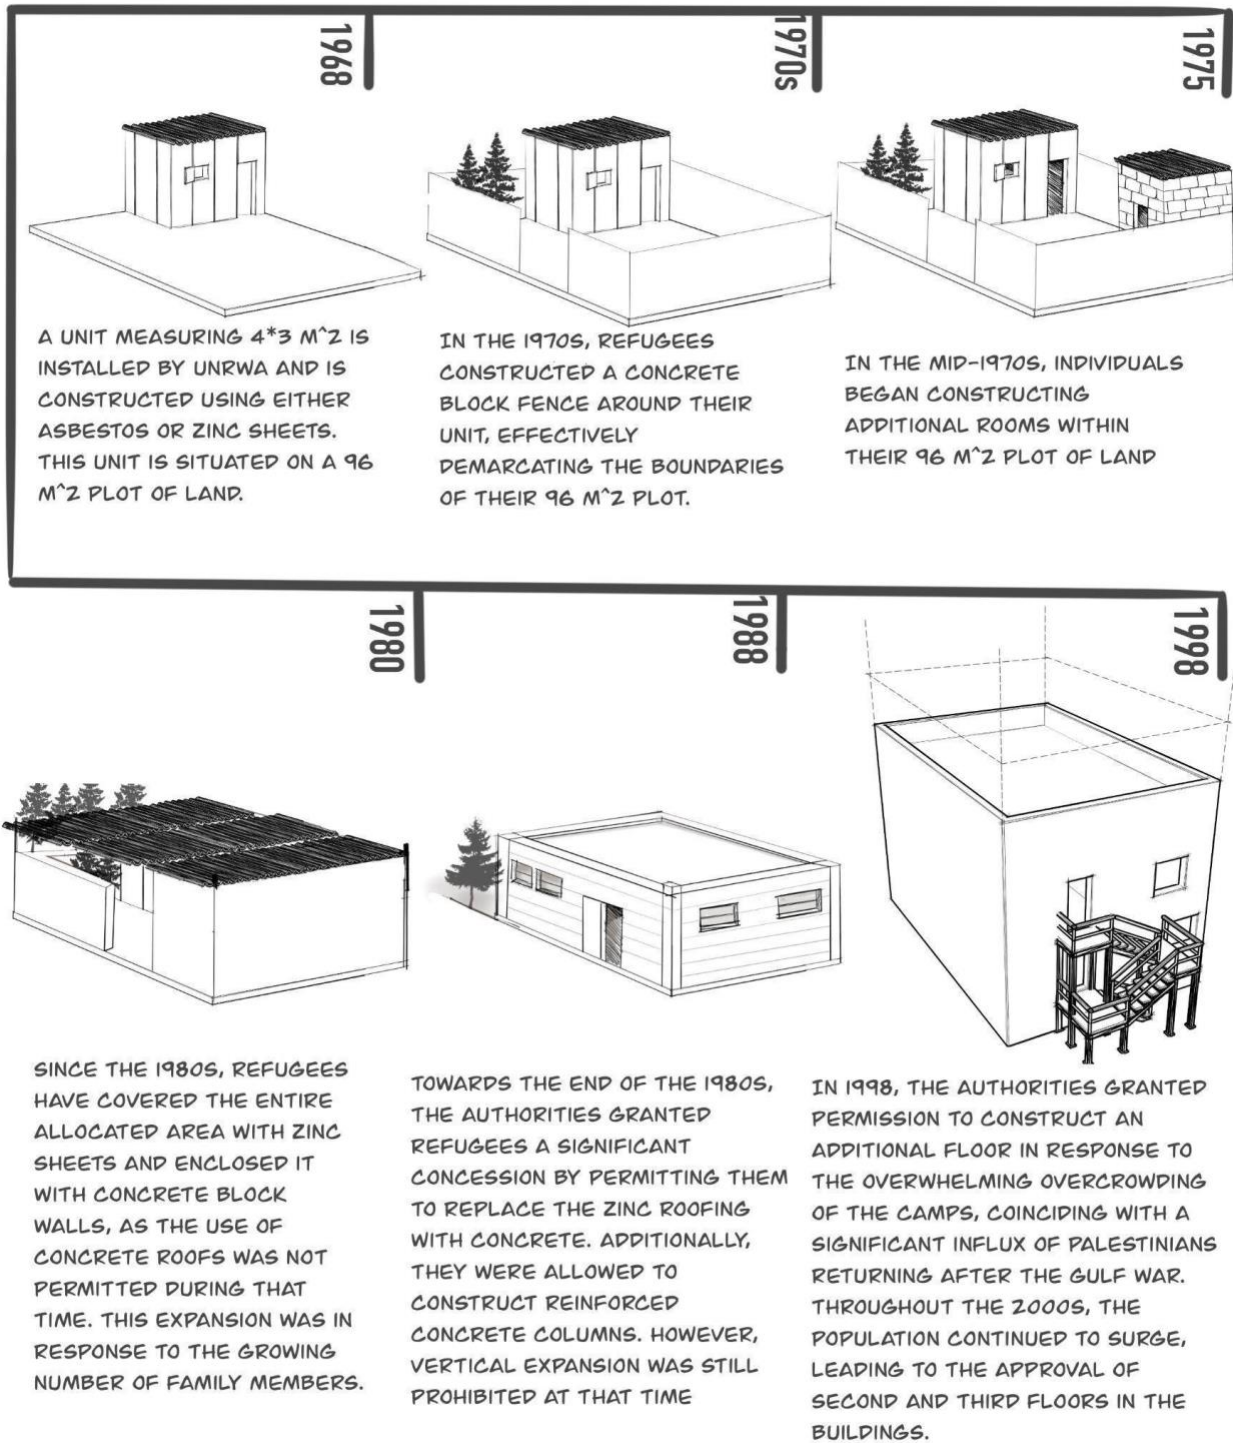 1968
A UNIT MEASURING 4*3 M^2 IS
INSTALLED BY UNRWA AND IS
CONSTRUCTED USING EITHER
ASBESTOS OR ZINC SHEETS.
THIS UNIT IS SITUATED ON A 96
M^2 PLOT OF LAND.
1970s
IN THE 1970S, REFUGEES
CONSTRUCTED A CONCRETE
BLOCK FENCE AROUND THEIR
UNIT, EFFECTIVELY
DEMARCATING THE BOUNDARIES
OF THEIR 96 M^2 PLOT.
1975
IN THE MID-1970S, INDIVIDUALS
BEGAN CONSTRUCTING
ADDITIONAL ROOMS WITHIN
THEIR 96 M^2 PLOT OF LAND
1980
SINCE THE 1980S, REFUGEES
HAVE COVERED THE ENTIRE
ALLOCATED AREA WITH ZINC
SHEETS AND ENCLOSED IT
WITH CONCRETE BLOCK
WALLS, AS THE USE OF
CONCRETE ROOFS WAS NOT
PERMITTED DURING THAT
TIME. THIS EXPANSION WAS IN
RESPONSE TO THE GROWING
NUMBER OF FAMILY MEMBERS.
1988
TOWARDS THE END OF THE 1980S,
THE AUTHORITIES GRANTED
REFUGEES A SIGNIFICANT
CONCESSION BY PERMITTING THEM
TO REPLACE THE ZINC ROOFING
WITH CONCRETE. ADDITIONALLY,
THEY WERE ALLOWED TO
CONSTRUCT REINFORCED
CONCRETE COLUMNS. HOWEVER,
VERTICAL EXPANSION WAS STILL
PROHIBITED AT THAT TIME
1998
IN 1998, THE AUTHORITIES GRANTED
PERMISSION TO CONSTRUCT AN
ADDITIONAL FLOOR IN RESPONSE TO
THE OVERWHELMING OVERCROWDING
OF THE CAMPS, COINCIDING WITH A
SIGNIFICANT INFLUX OF PALESTINIANS
RETURNING AFTER THE GULF WAR.
THROUGHOUT THE 2000S, THE
POPULATION CONTINUED TO SURGE,
LEADING TO THE APPROVAL OF
SECOND AND THIRD FLOORS IN THE
BUILDINGS.